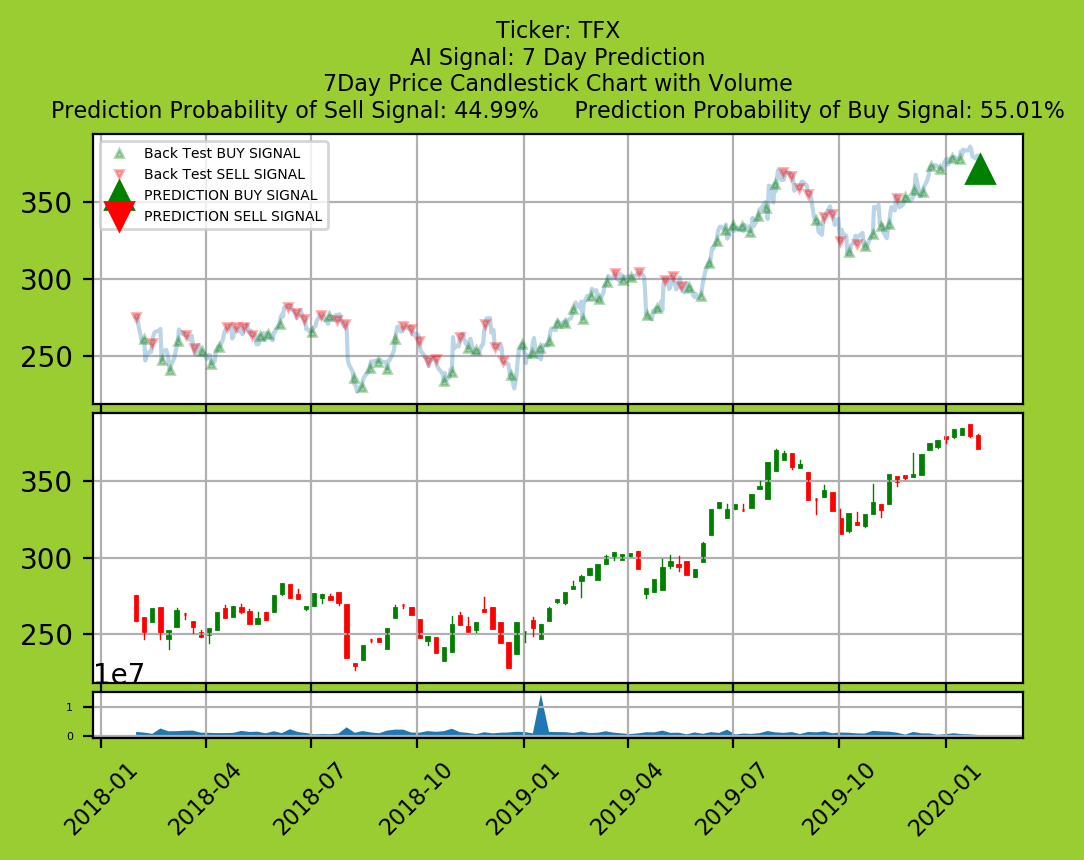 Ticker: TFX
AI Signal: 7 Day Prediction
7Day Price Candlestick Chart with Volume
Prediction Probability of Sell Signal: 44.99% Prediction Probability of Buy Signal: 55.01%
Back Test BUY SIGNAL
Back Test SELL SIGNAL
PREDICTION BUY SIGNAL
PREDICTION SELL SIGNAL
350
300
250
350
300
250
1e7
1
0
2018-01 2018-04 2018-07 2018-10 2019-01 2019-04 2019-07 2019-10 2020-01